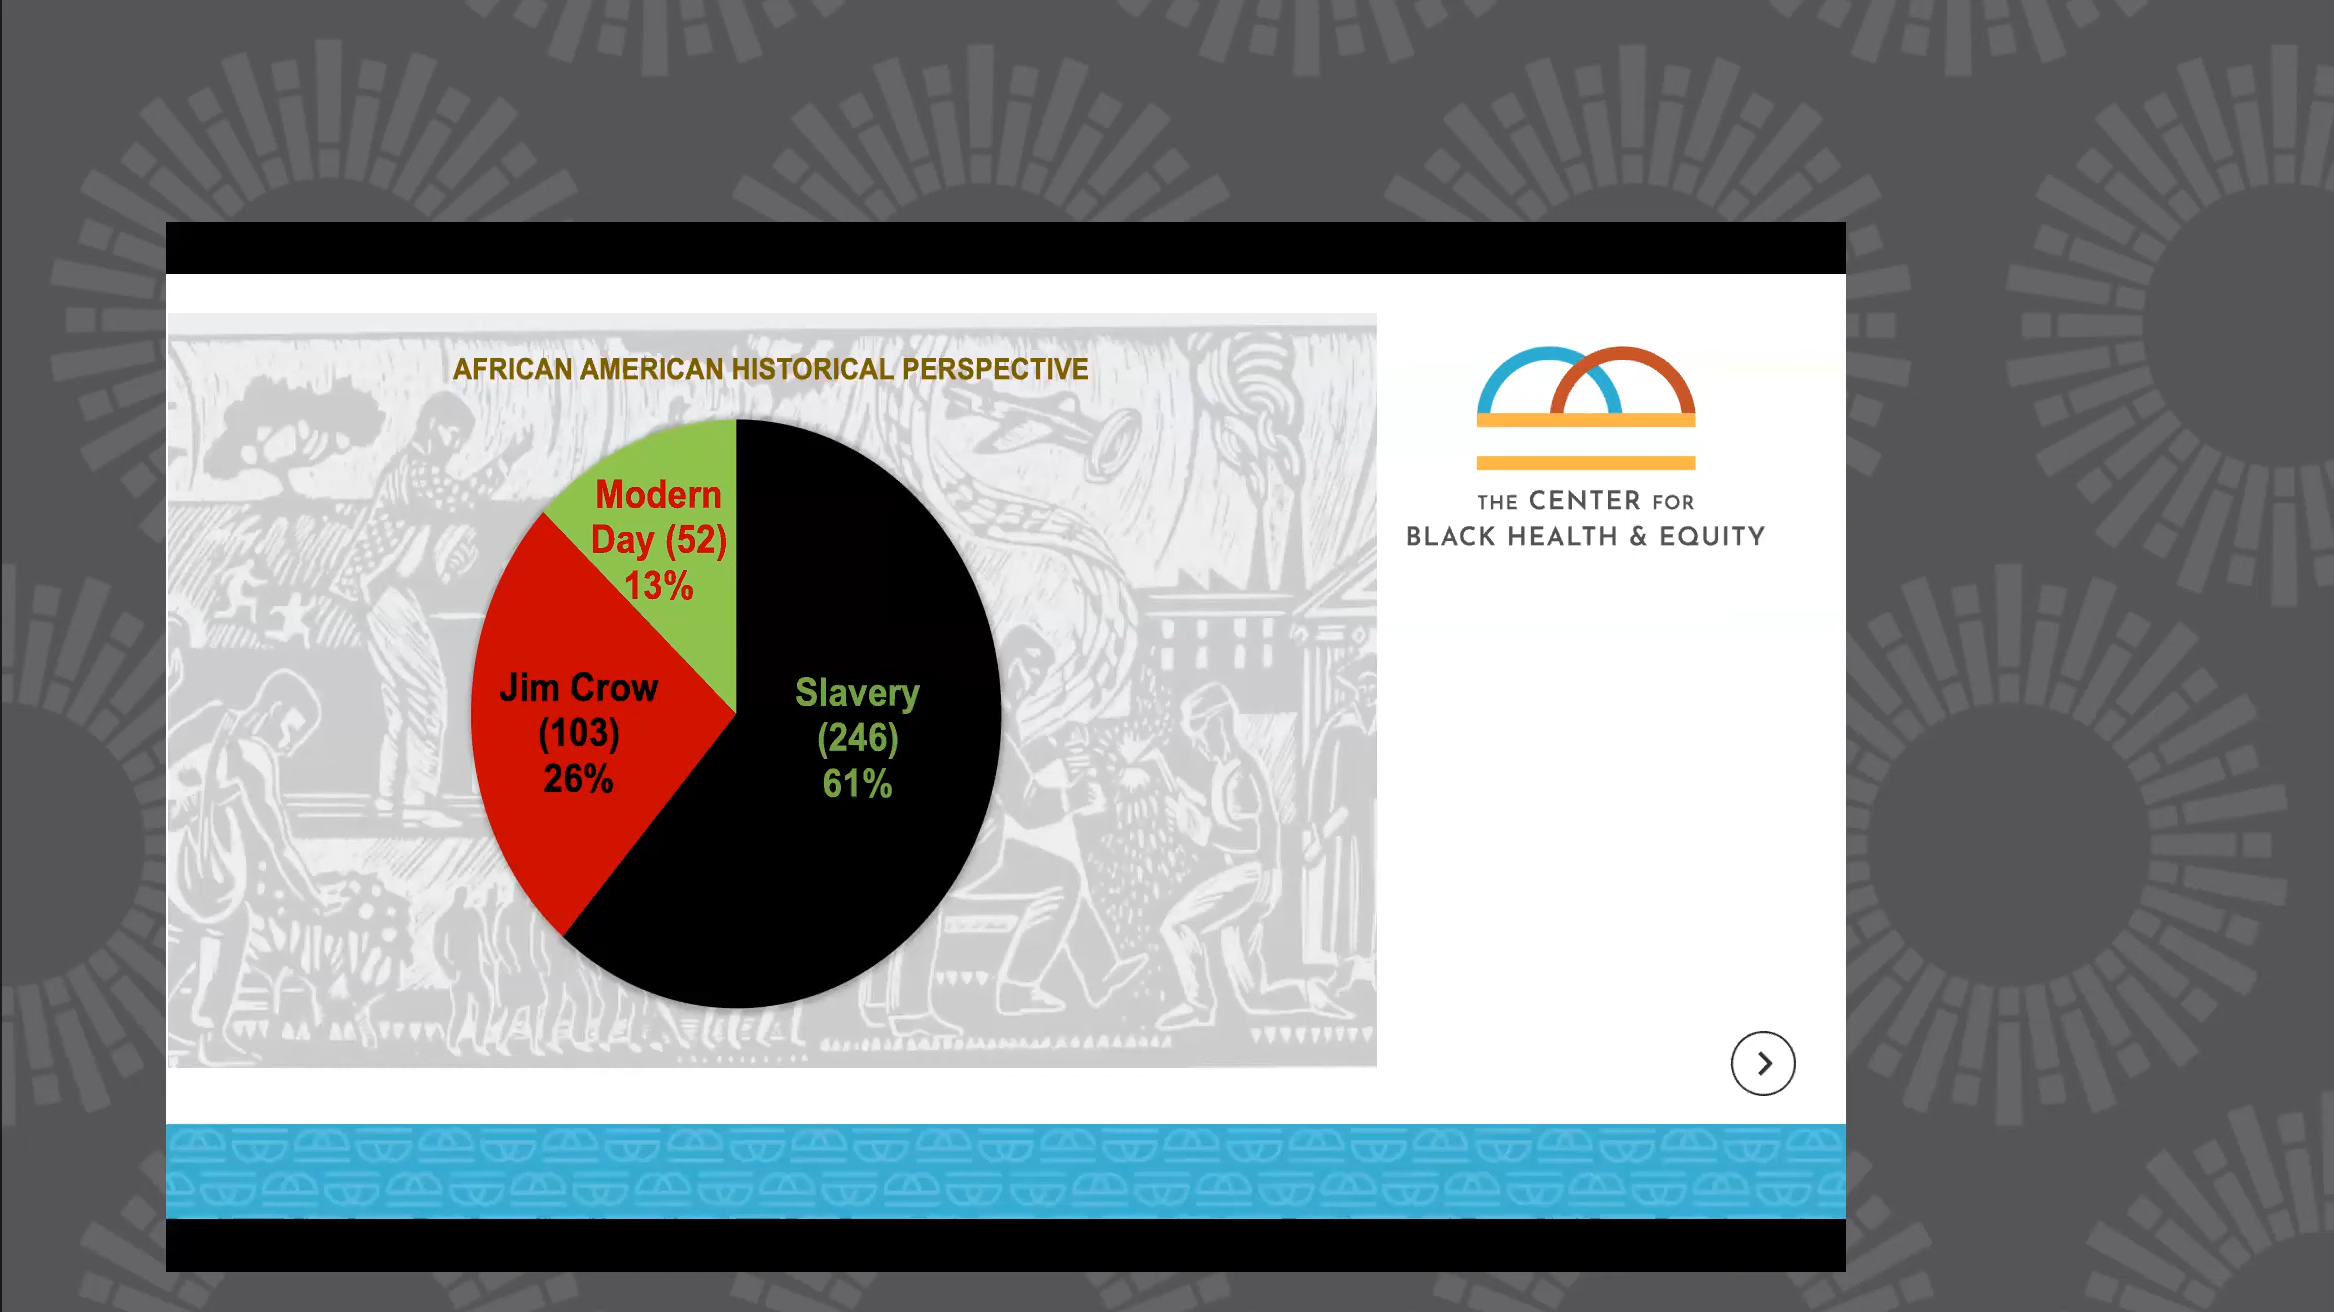 AFRICAN AMERICAN HISTORICAL PERSPECTIVE
Modern
Day (52)
13%
Jim Crow
(103)
26%
Slavery
(246)
61%
THE CENTER FOR
BLACK HEALTH & EQUITY